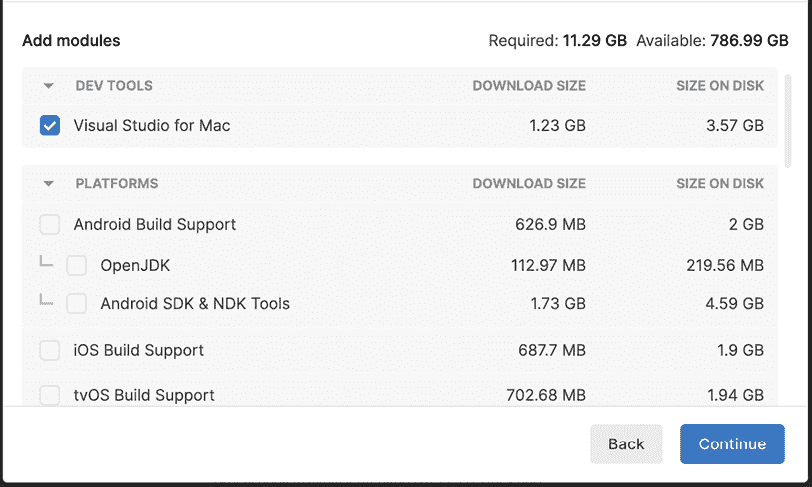 Add modules Required: 11.29 GB Available: 786.99 GB
DEV TOOLS DOWNLOAD SIZE SIZE ON DISK
Visual Studio for Mac 1.23 GB 3.57 GB
PLATFORMS DOWNLOAD SIZE SIZE ON DISK
Android Build Support 626.9 MB 2 GB
OpenJDK 112.97 MB 219.56 MB
Android SDK & NDK Tools 1.73 GB 4.59 GB
iOS Build Support 687.7 MB 1.9 GB
tvOS Build Support 702.68 MB 1.94 GB
Back Continue